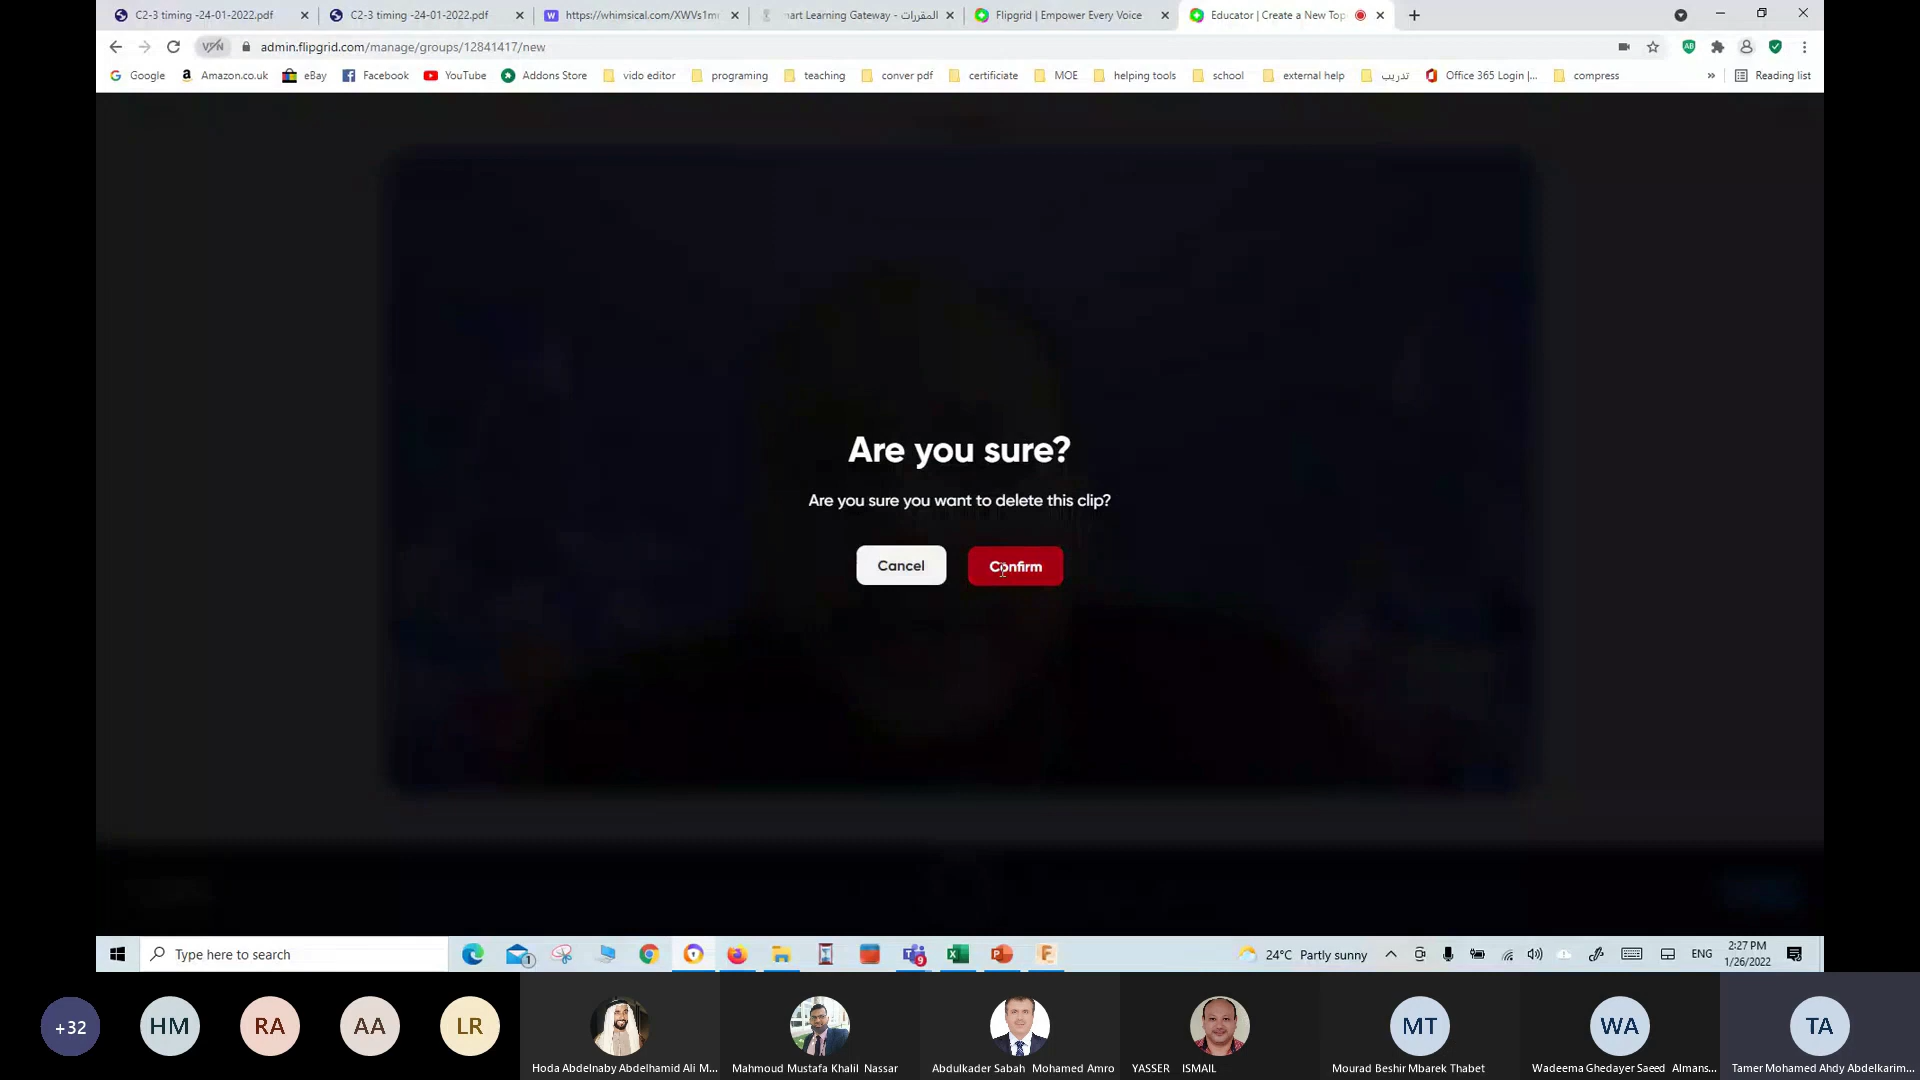 C2-3 timing -24-01-2022.pdf
C2-3 timing -24-01-2022.pdf
https://whimsical.com/XWVs1m
mart Learning Gateway - المقررات
Flipgrid | Empower Every Voice
Educator | Create a New Top
VPN
admin.flipgrid.com/manage/groups/12841417/new
Google
Amazon.co.uk
eBay
Facebook
YouTube
Addons Store
vido editor
programing
teaching
conver pdf
certificiate
MOE
helping tools
school
external help
تدريب
Office 365 Login |...
compress
»
Reading list
Are you sure?
Are you sure you want to delete this clip?
Cancel
Confirm
Type here to search
1
9
24°C Partly sunny
ENG
2:27 PM
1/26/2022
+32
HM
RA
AA
LR
MT
WA
TA
Hoda Abdelnaby Abdelhamid Ali M...
Mahmoud Mustafa Khalil Nassar
Abdulkader Sabah Mohamed Amro
YASSER ISMAIL
Mourad Beshir Mbarek Thabet
Wadeema Ghedayer Saeed Almans...
Tamer Mohamed Ahdy Abdelkarim...